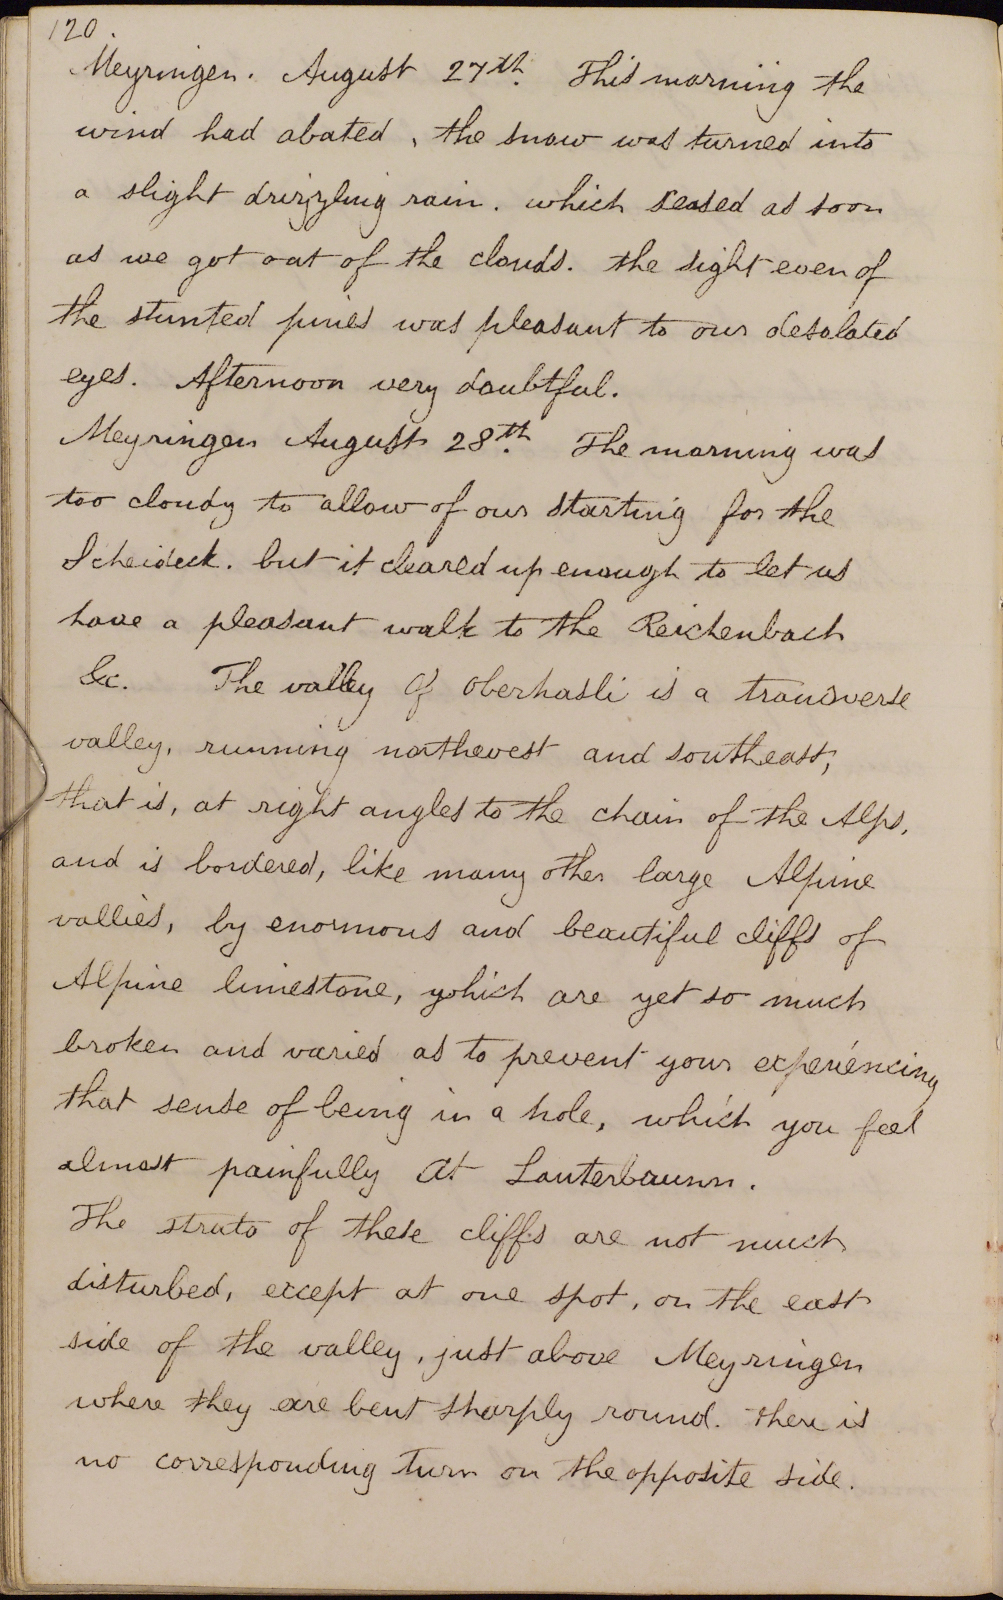 120.
Meyringen. August 27th. This morning the
wind had abated, the snow was turned into
a slight drizzling rain. which ceased as soon
as we got out of the clouds. the sight even of
the stunted pines was pleasant to our desolated
eyes. Afternoon very doubtful.
Meyringen August 28th. The morning was
too cloudy to allow of our starting for the
Scheideck. but it cleared up enough to let us
have a pleasant walk to the Reichenbach
&c. The valley of Oberhasli is a transverse
valley, running northwest and southeast,
that is, at right angles to the chain of the Alps,
and is bordered, like many other large Alpine
vallies, by enormous and beautiful cliffs of
Alpine limestone, which are yet so much
broken and varied as to prevent your experiencing
that sense of being in a hole, which you feel
almost painfully at Lauterbrunn.
The strata of these cliffs are not much
disturbed, except at one spot, on the east
side of the valley, just above Meyringen
where they are bent sharply round. there is
no corresponding turn on the opposite side.